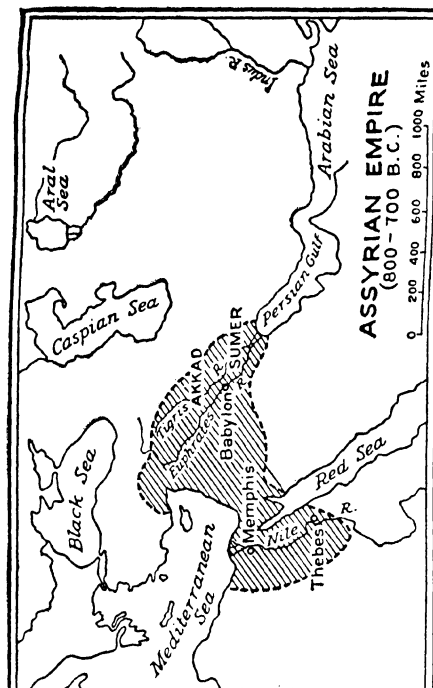 Black Sea
Caspian Sea
Aral
Sea
Mediterranean
Sea
Tigris R.
Euphrates R.
AKKAD
SUMER
Babylon
Memphis
Nile R.
Thebes
Red Sea
Persian Gulf
Indus R.
Arabian Sea
ASSYRIAN EMPIRE
(800-700 B.C.)
0 200 400 600 800 1000 Miles